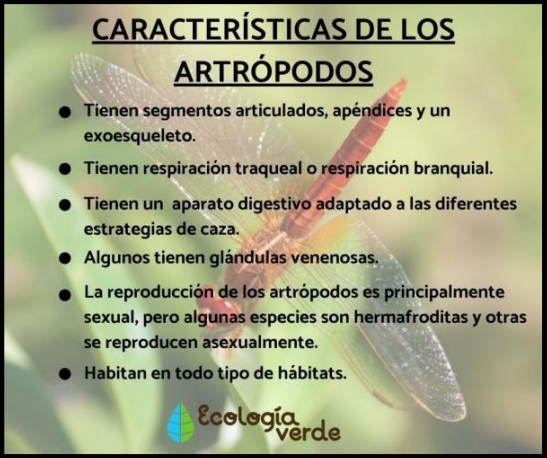 CARACTERÍSTICAS DE LOS
ARTRÓPODOS
● Tienen segmentos articulados, apéndices y un
exoesqueleto.
● Tienen respiración traqueal o respiración branquial.
● Tienen un aparato digestivo adaptado a las diferentes
estrategias de caza.
● Algunos tienen glándulas venenosas.
● La reproducción de los artrópodos es principalmente
sexual, pero algunas especies son hermafroditas y otras
se reproducen asexualmente.
● Habitan en todo tipo de hábitats.
Ecología
verde